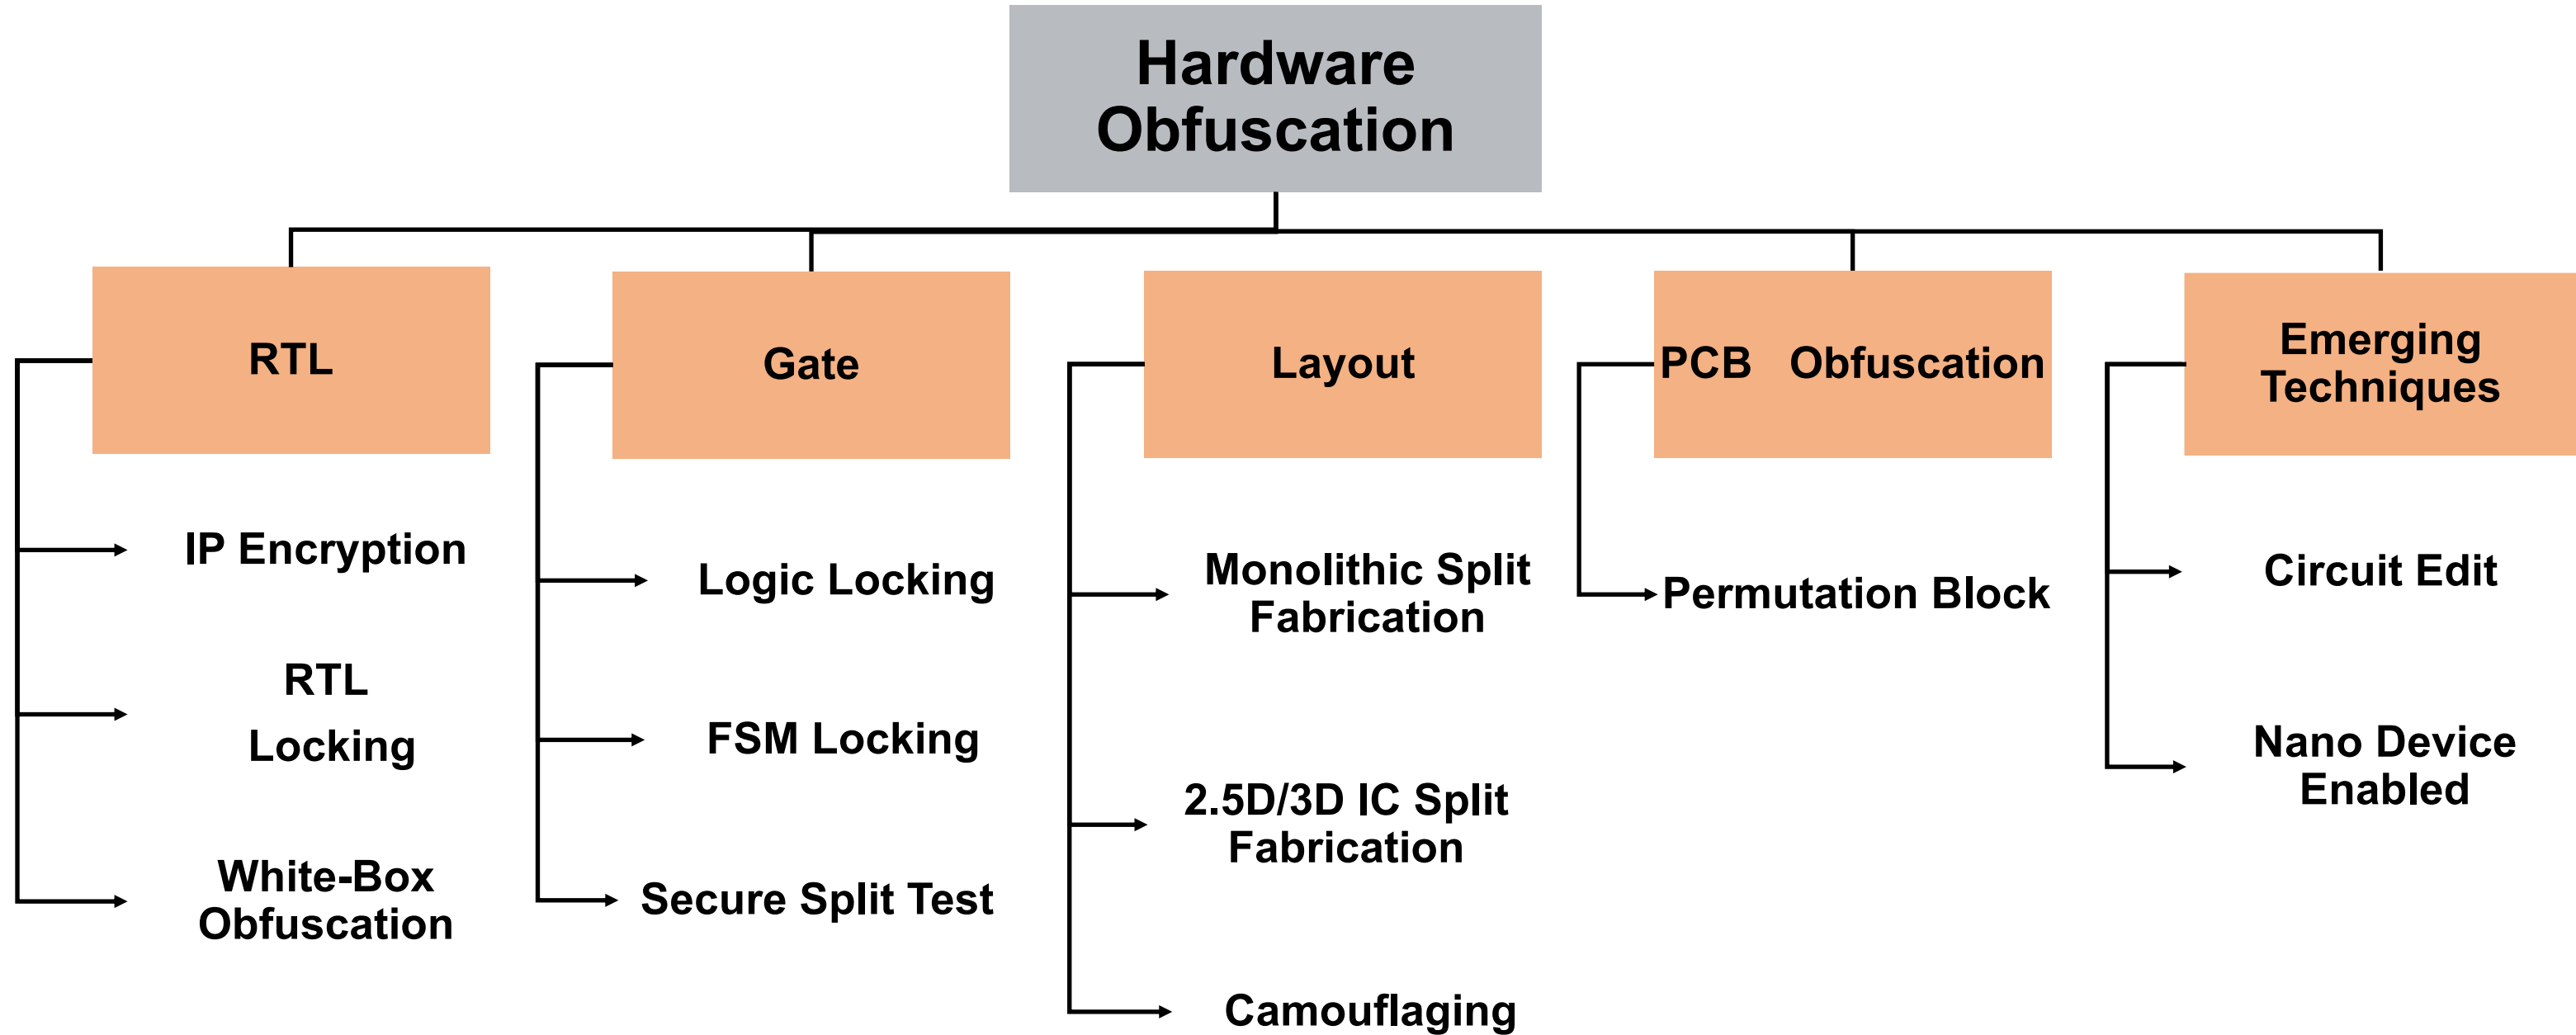 Hardware
Obfuscation
RTL
IP Encryption
RTL
Locking
White-Box
Obfuscation
Gate
Logic Locking
FSM Locking
Secure Split Test
Layout
Monolithic Split
Fabrication
2.5D/3D IC Split
Fabrication
Camouflaging
PCB Obfuscation
Permutation Block
Emerging
Techniques
Circuit Edit
Nano Device
Enabled